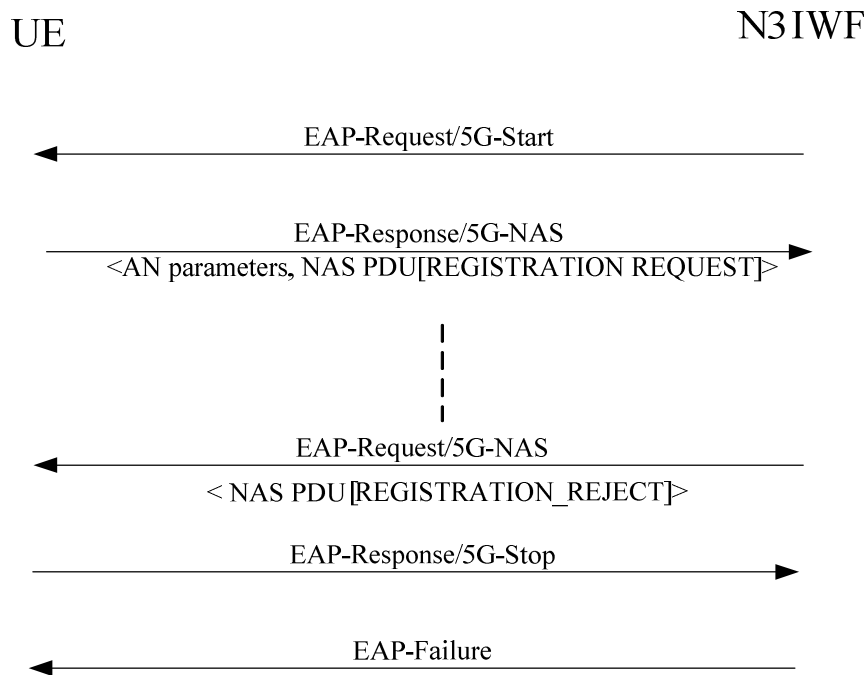 UE
N3IWF
EAP-Request/5G-Start
EAP-Response/5G-NAS
<AN parameters, NAS PDU[REGISTRATION REQUEST]>
EAP-Request/5G-NAS
< NAS PDU[REGISTRATION_REJECT]>
EAP-Response/5G-Stop
EAP-Failure